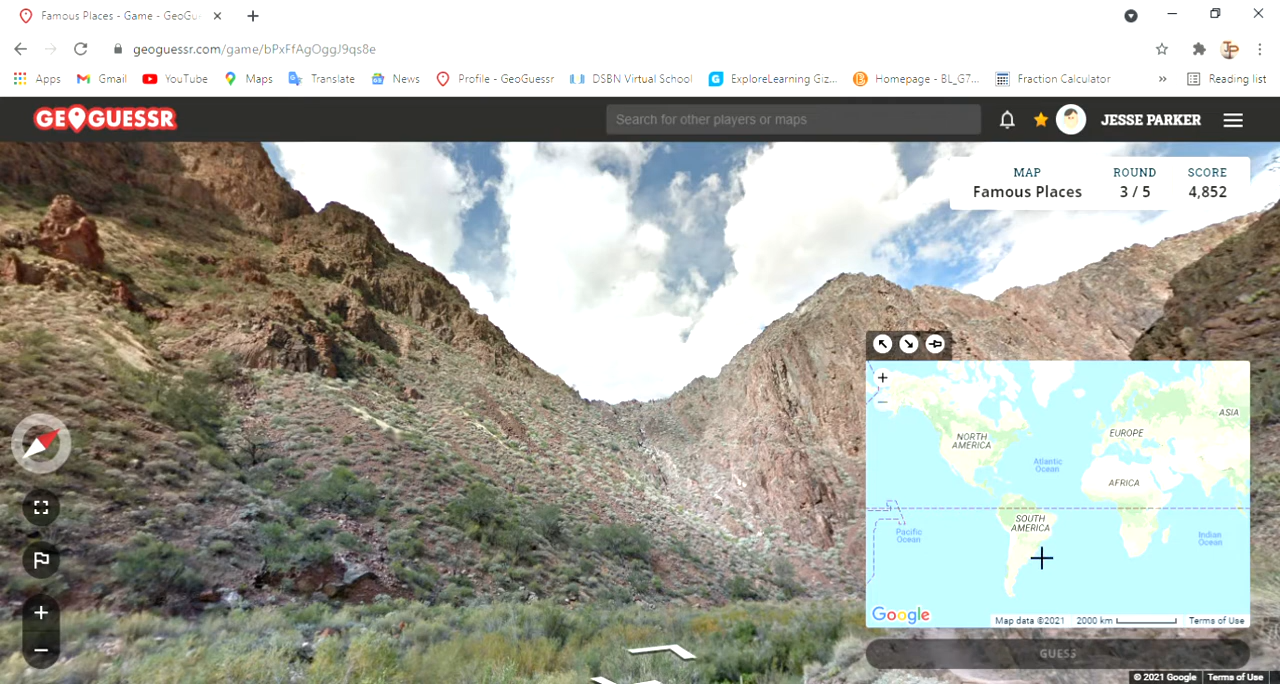 Famous Places - Game - GeoGu
geoguessr.com/game/bPxFfAgOggJ9qs8e
Apps Gmail YouTube Maps Translate News Profile - GeoGuessr DSBN Virtual School ExploreLearning Giz... Homepage - BL_G7... Fraction Calculator » Reading list
GEOGUESSR Search for other players or maps JESSE PARKER
MAP ROUND SCORE
Famous Places 3 / 5 4,852
ASIA
EUROPE
NORTH
AMERICA
Atlantic
Ocean
AFRICA
SOUTH
AMERICA
Pacific
Ocean
Indian
Ocean
Google Map data ©2021 2000 km Terms of Use
GUESS
© 2021 Google Terms of Use